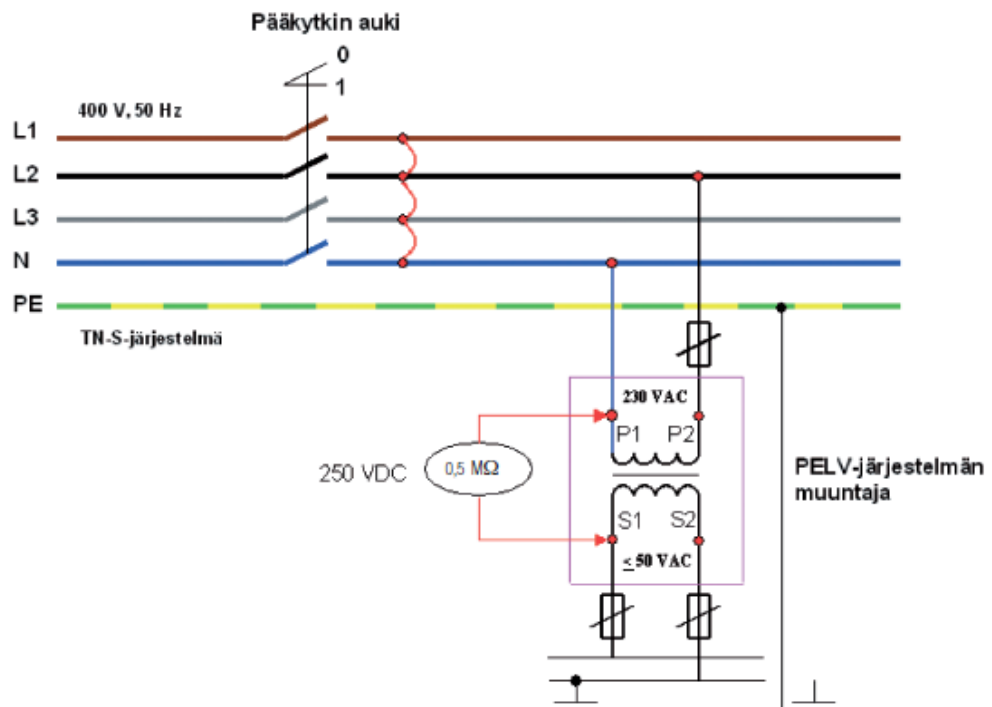 Pääkytkin auki
0
1
400 V, 50 Hz
L1
L2
L3
N
PE
TN-S-järjestelmä
230 VAC
P1 P2
250 VDC
0,5 MΩ
PELV-järjestelmän
muuntaja
S1 S2
≤ 50 VAC